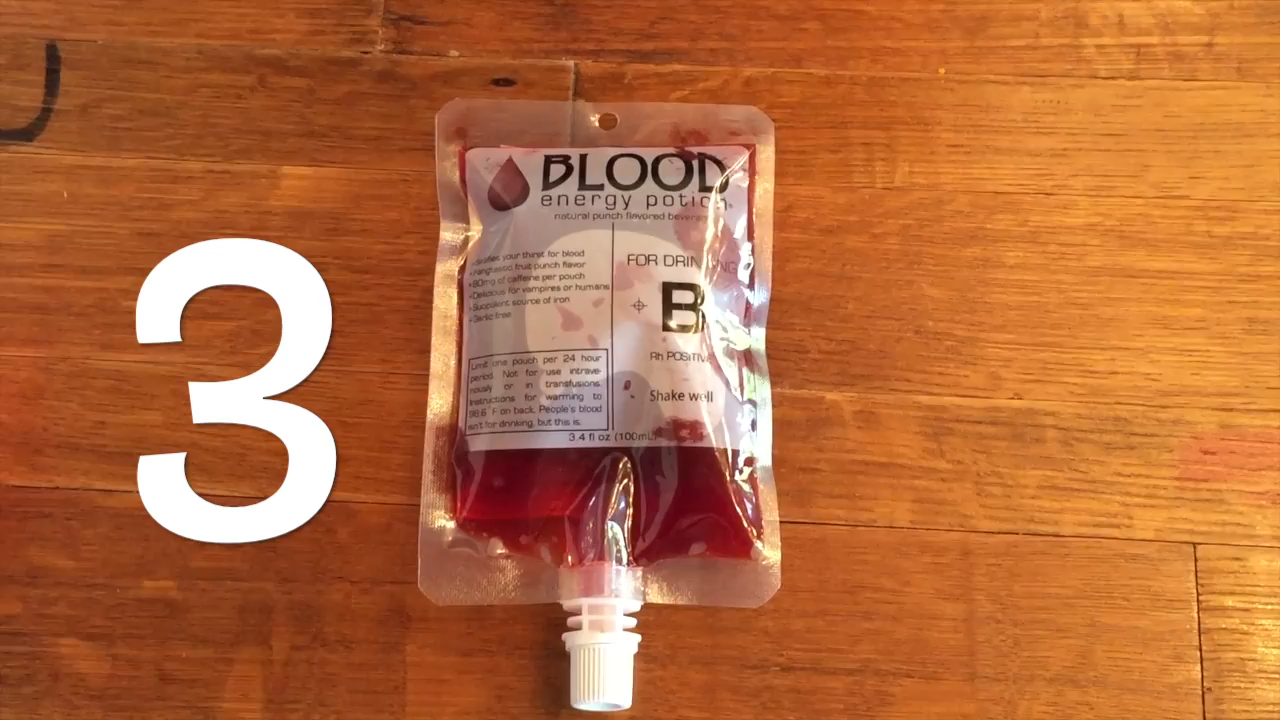 3
BLOOD
energy potion
natural punch flavored beverage
Satisfies your thirst for blood
Fangtastic fruit punch flavor
80mg of caffeine per pouch
Delicious for vampires or humans
Succulent source of iron
Garlic-free
Limit one pouch per 24 hour
period. Not for use intrave-
nously or in transfusions.
Instructions for warming to
98.6° F on back. People's blood
isn't for drinking, but this is.
FOR DRINKING
B
Rh POSITIVE
Shake well
3.4 fl oz (100mL)